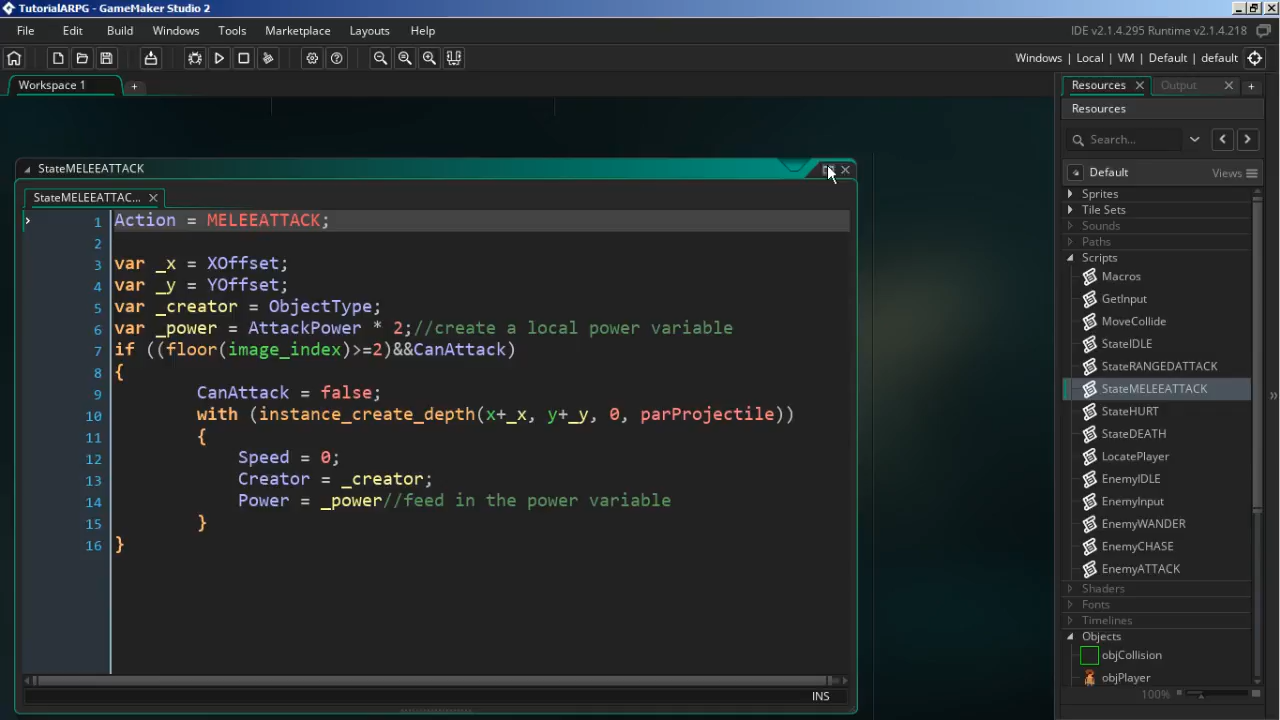 TutorialARPG - GameMaker Studio 2
File Edit Build Windows Tools Marketplace Layouts Help
IDE v2.1.4.295 Runtime v2.1.4.218
Windows | Local | VM | Default | default
Workspace 1
+
Resources
Output
+
Resources
Search...
Default
Views
Sprites
Tile Sets
Sounds
Paths
Scripts
Macros
GetInput
MoveCollide
StateIDLE
StateRANGEDATTACK
StateMELEEATTACK
StateHURT
StateDEATH
LocatePlayer
EnemyIDLE
EnemyInput
EnemyWANDER
EnemyCHASE
EnemyATTACK
Shaders
Fonts
Timelines
Objects
objCollision
objPlayer
100%
StateMELEEATTACK
StateMELEEATTAC...
1 Action = MELEEATTACK;
2
3 var _x = XOffset;
4 var _y = YOffset;
5 var _creator = ObjectType;
6 var _power = AttackPower * 2;//create a local power variable
7 if ((floor(image_index)>=2)&&CanAttack)
8 {
9 CanAttack = false;
10 with (instance_create_depth(x+_x, y+_y, 0, parProjectile))
11 {
12 Speed = 0;
13 Creator = _creator;
14 Power = _power//feed in the power variable
15 }
16 }
INS